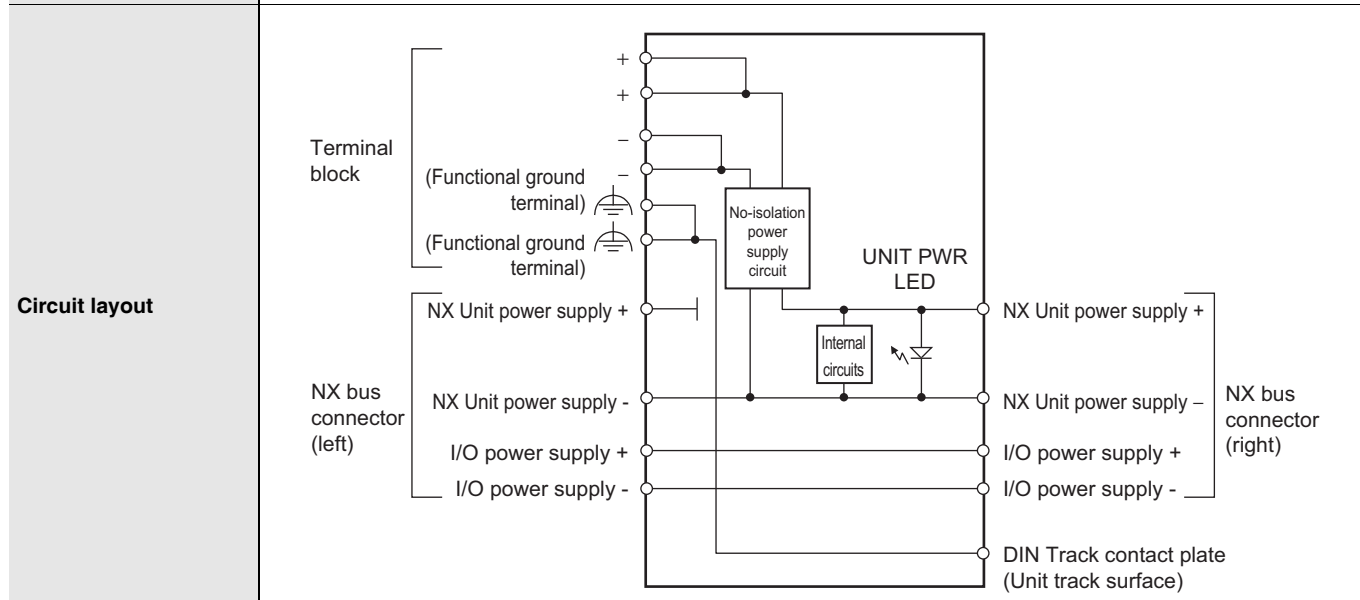 Circuit layout
Terminal
block
+
+
–
–
(Functional ground
terminal)
(Functional ground
terminal)
No-isolation
power
supply
circuit
UNIT PWR
LED
Internal
circuits
NX bus
connector
(left)
NX Unit power supply +
NX Unit power supply -
I/O power supply +
I/O power supply -
NX Unit power supply +
NX Unit power supply –
I/O power supply +
I/O power supply -
NX bus
connector
(right)
DIN Track contact plate
(Unit track surface)